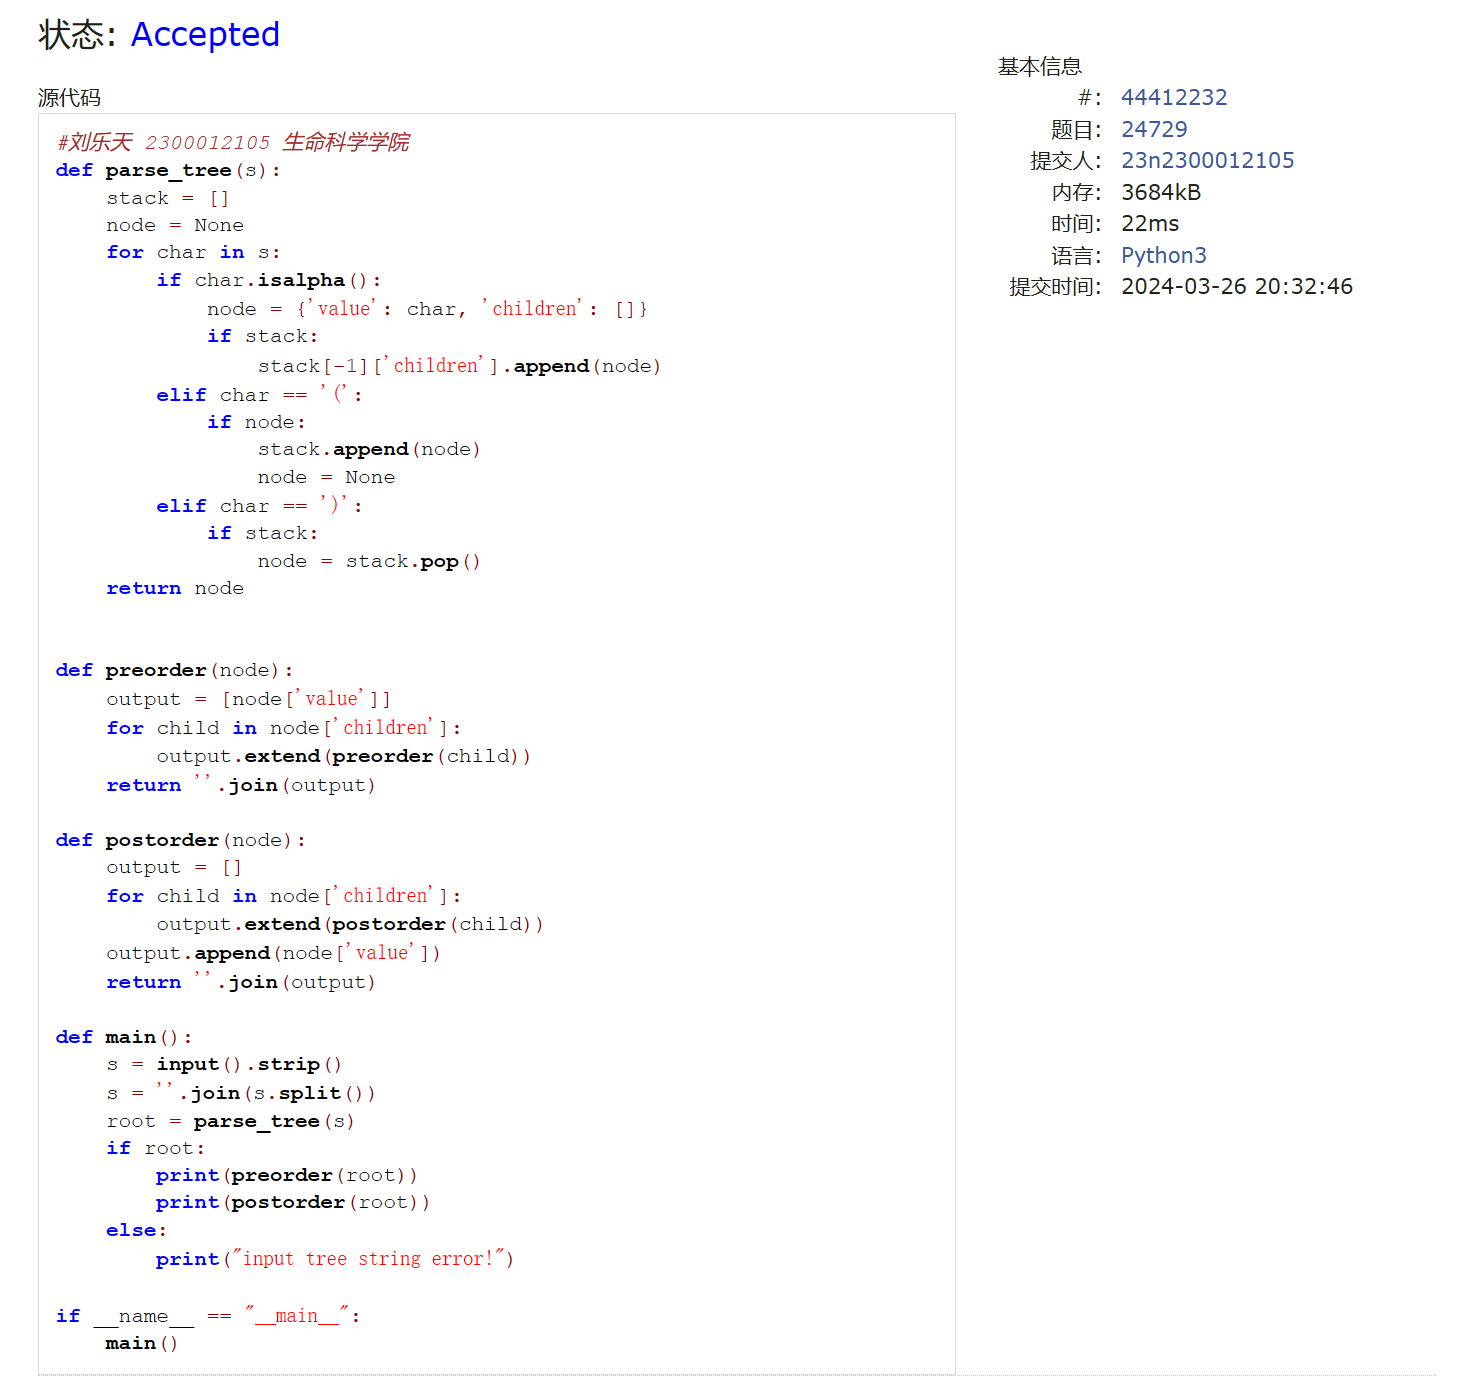 状态: Accepted
源代码
#刘乐天 2300012105 生命科学学院
def parse_tree(s):
    stack = []
    node = None
    for char in s:
        if char.isalpha():
            node = {'value': char, 'children': []}
            if stack:
                stack[-1]['children'].append(node)
        elif char == '(':
            if node:
                stack.append(node)
                node = None
        elif char == ')':
            if stack:
                node = stack.pop()
    return node
def preorder(node):
    output = [node['value']]
    for child in node['children']:
        output.extend(preorder(child))
    return ''.join(output)
def postorder(node):
    output = []
    for child in node['children']:
        output.extend(postorder(child))
    output.append(node['value'])
    return ''.join(output)
def main():
    s = input().strip()
    s = ''.join(s.split())
    root = parse_tree(s)
    if root:
        print(preorder(root))
        print(postorder(root))
    else:
        print("input tree string error!")
if __name__ == "__main__":
    main()
基本信息
#: 44412232
题目: 24729
提交人: 23n2300012105
内存: 3684kB
时间: 22ms
语言: Python3
提交时间: 2024-03-26 20:32:46